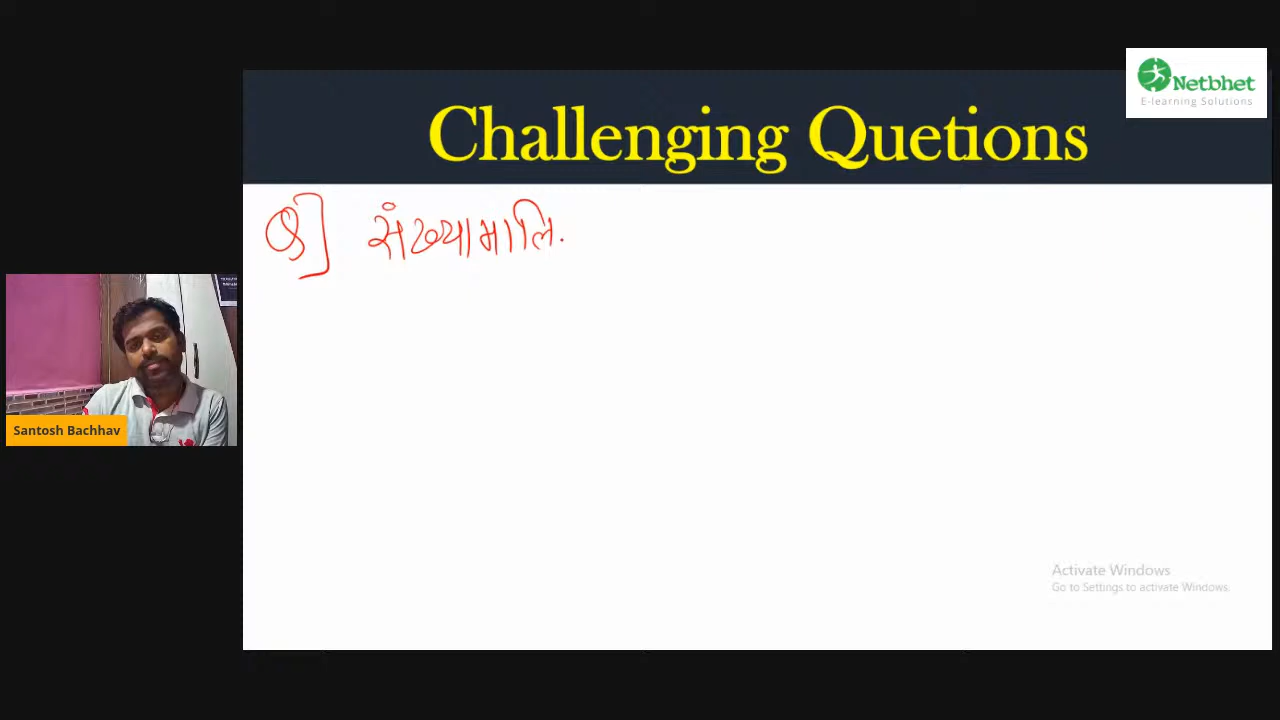 Netbhet
E-learning Solutions
Challenging Quetions
Q] संख्यामालि.
Santosh Bachhav
Activate Windows
Go to Settings to activate Windows.